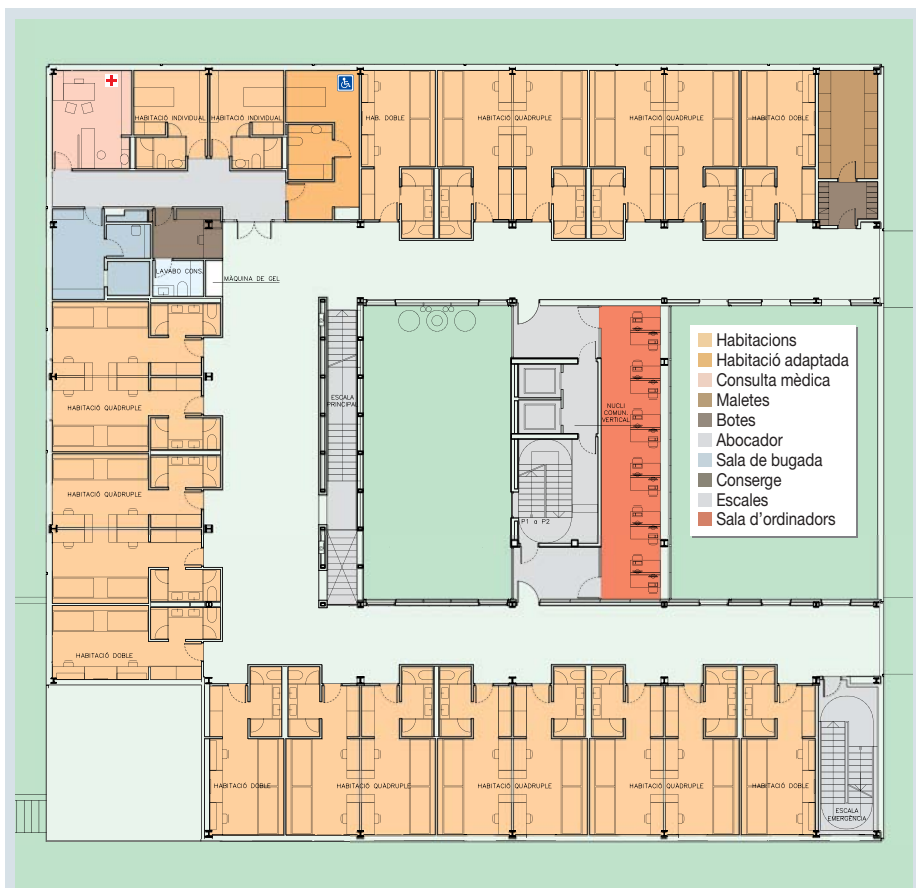 HABITACIÓ INDIVIDUAL
HABITACIÓ INDIVIDUAL
HAB. DOBLE
HABITACIÓ QUÀDRUPLE
HABITACIÓ QUÀDRUPLE
HABITACIÓ DOBLE
LAVABO CONS.
MÀQUINA DE GEL
HABITACIÓ QUÀDRUPLE
HABITACIÓ QUÀDRUPLE
HABITACIÓ DOBLE
ESCALA
PRINCIPAL
NUCLI
COMUN.
VERTICAL
P1 a P2
Habitacions
Habitació adaptada
Consulta mèdica
Maletes
Botes
Abocador
Sala de bugada
Conserge
Escales
Sala d'ordinadors
HABITACIÓ DOBLE
HABITACIÓ QUÀDRUPLE
HABITACIÓ QUÀDRUPLE
HABITACIÓ QUÀDRUPLE
HABITACIÓ DOBLE
ESCALA
EMERGÈNCIA